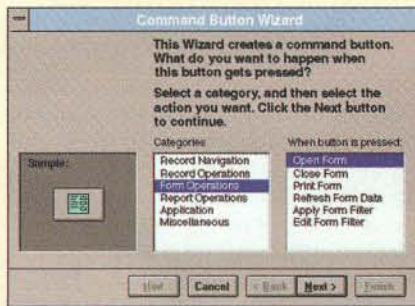 Command Button Wizard
This Wizard creates a command button.
What do you want to happen when
this button gets pressed?
Select a category, and then select the
action you want. Click the Next button
to continue.
Categories
When button is pressed:
Sample:
Record Navigation
Record Operations
Form Operations
Report Operations
Application
Miscellaneous
Open Form
Close Form
Print Form
Refresh Form Data
Apply Form Filter
Edit Form Filter
Hint Cancel < Back Next > Finish